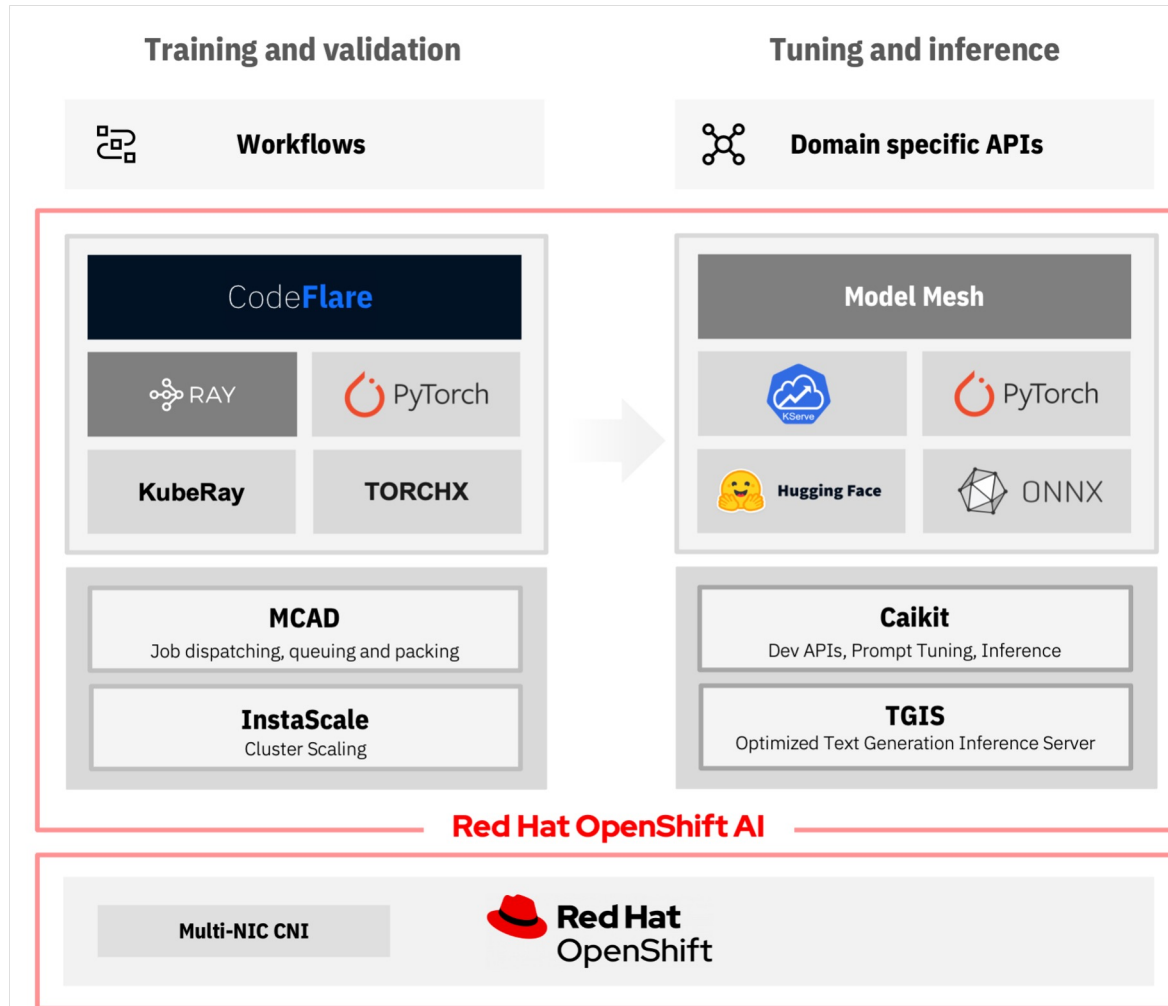 Training and validation
Tuning and inference
Workflows
Domain specific APIs
CodeFlare
RAY
PyTorch
KubeRay
TORCHX
Model Mesh
KServe
PyTorch
Hugging Face
ONNX
MCAD
Job dispatching, queuing and packing
InstaScale
Cluster Scaling
Caikit
Dev APIs, Prompt Tuning, Inference
TGIS
Optimized Text Generation Inference Server
Red Hat OpenShift AI
Multi-NIC CNI
Red Hat
OpenShift